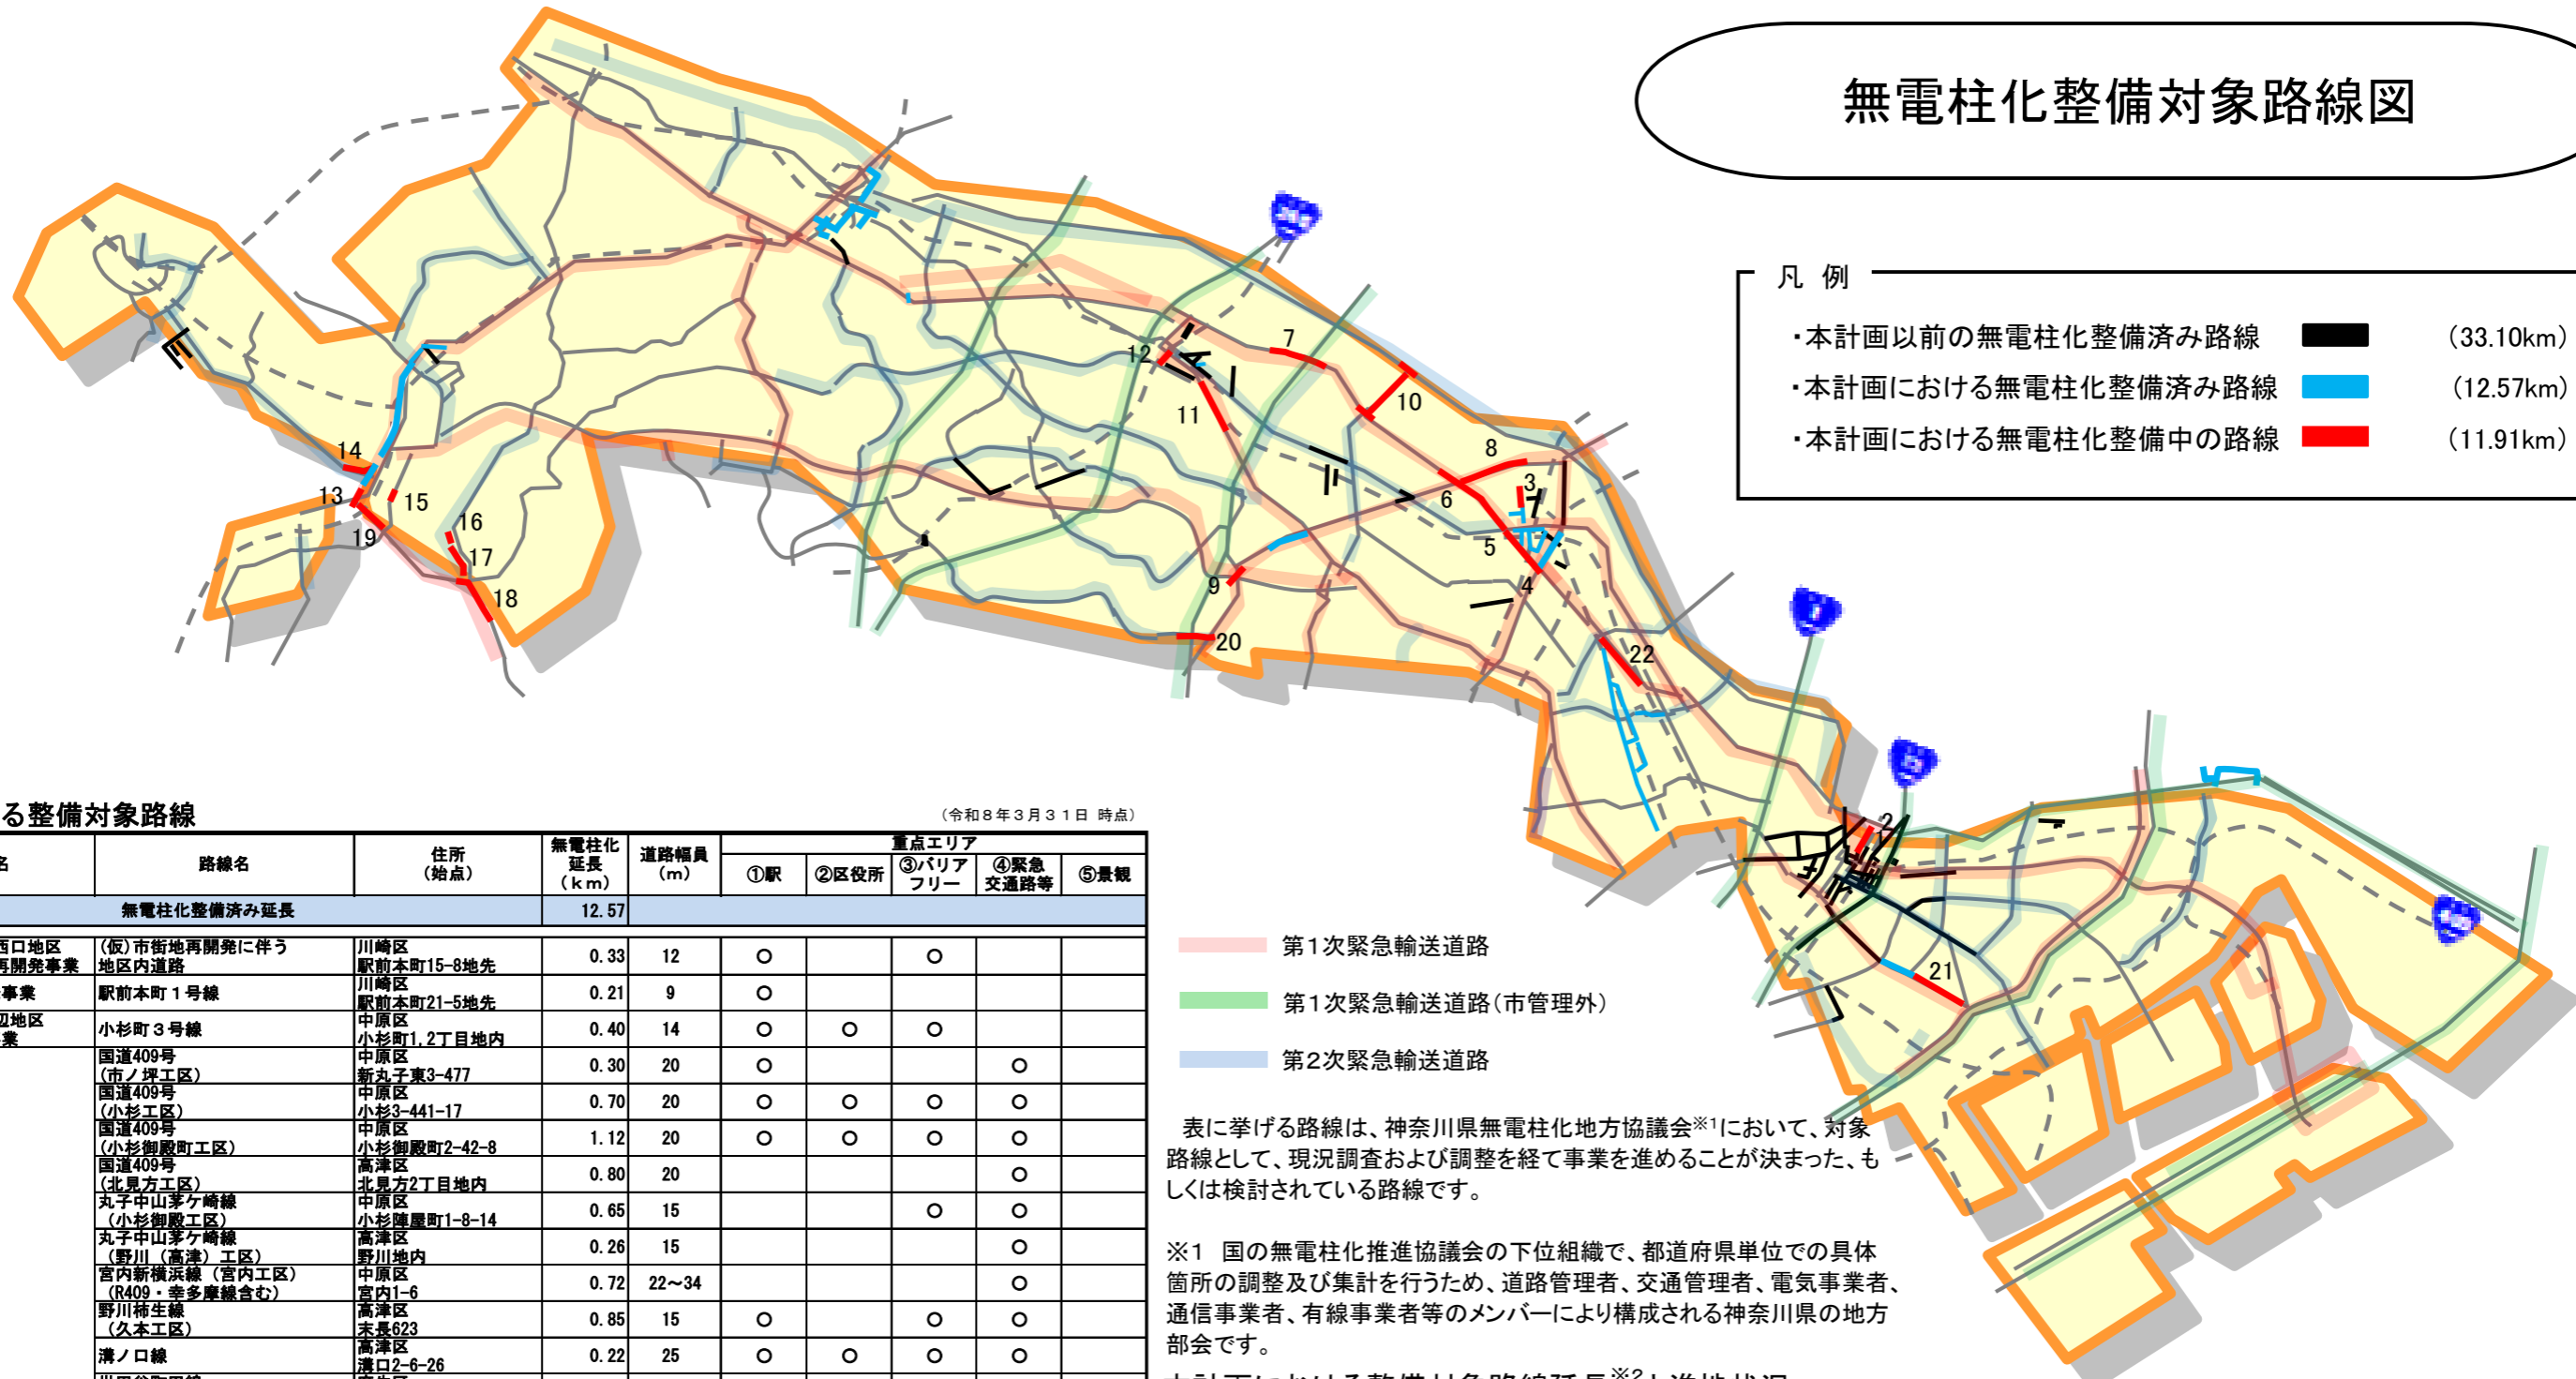 無電柱化整備対象路線図
凡 例
・本計画以前の無電柱化整備済み路線 (33.10km)
・本計画における無電柱化整備済み路線 (12.57km)
・本計画における無電柱化整備中の路線 (11.91km)
7
12
10
11
8
14
3
6
13
15
16
5
19
17
9
4
18
20
22
2
1
21
る整備対象路線
(令和8年3月31日 時点)
名 路線名 住所(始点) 無電柱化延長(km) 道路幅員(m) 重点エリア
①駅 ②区役所 ③バリアフリー ④緊急交通路等 ⑤景観
無電柱化整備済み延長 12.57
西口地区 (仮)市街地再開発に伴う 川崎区
再開発事業 地区内道路 駅前本町15-8地先 0.33 12 ○ ○
事業 駅前本町1号線 川崎区
駅前本町21-5地先 0.21 9 ○
辺地区 小杉町3号線 中原区
業 小杉町1,2丁目地内 0.40 14 ○ ○ ○
国道409号 中原区
(市ノ坪工区) 新丸子東3-477 0.30 20 ○ ○
国道409号 中原区
(小杉工区) 小杉3-441-17 0.70 20 ○ ○ ○ ○
国道409号 中原区
(小杉御殿町工区) 小杉御殿町2-42-8 1.12 20 ○ ○ ○ ○
国道409号 高津区
(北見方工区) 北見方2丁目地内 0.80 20 ○
丸子中山茅ケ崎線 中原区
(小杉御殿工区) 小杉陣屋町1-8-14 0.65 15 ○ ○
丸子中山茅ケ崎線 高津区
(野川(高津)工区) 野川地内 0.26 15 ○
宮内新横浜線(宮内工区) 中原区
(R409・幸多摩線含む) 宮内1-6 0.72 22~34 ○
野川柿生線 高津区
(久本工区) 末長623 0.85 15 ○ ○ ○
溝ノ口線 高津区
溝口2-6-26 0.22 25 ○ ○ ○ ○
第1次緊急輸送道路
第1次緊急輸送道路(市管理外)
第2次緊急輸送道路
表に挙げる路線は、神奈川県無電柱化地方協議会※1において、対象
路線として、現況調査および調整を経て事業を進めることが決まった、も
しくは検討されている路線です。
※1 国の無電柱化推進協議会の下位組織で、都道府県単位での具体
箇所の調整及び集計を行うため、道路管理者、交通管理者、電気事業者、
通信事業者、有線事業者等のメンバーにより構成される神奈川県の地方
部会です。